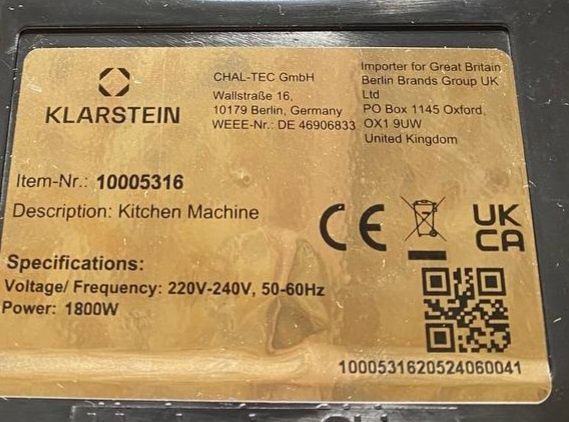 KLARSTEIN
CHAL-TEC GmbH
Wallstraße 16,
10179 Berlin, Germany
WEEE-Nr.: DE 46906833
Importer for Great Britain
Berlin Brands Group UK
Ltd
PO Box 1145 Oxford,
OX1 9UW
United Kingdom
Item-Nr.: 10005316
Description: Kitchen Machine
CE
UK
CA
Specifications:
Voltage/ Frequency: 220V-240V, 50-60Hz
Power: 1800W
1000531620524060041